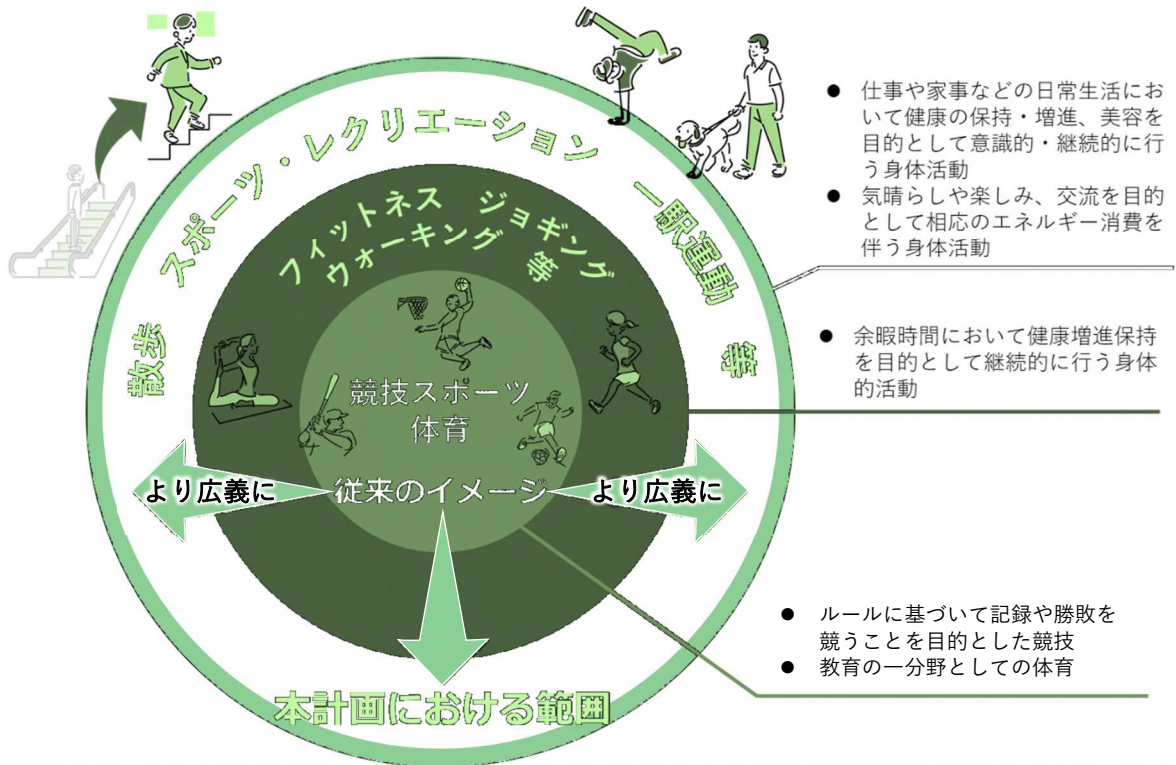 散歩 スポーツ・レクリエーション 一駅運動 等
フィットネス ジョギング
ウォーキング 等
競技スポーツ
体育
より広義に
従来のイメージ
より広義に
本計画における範囲
● 仕事や家事などの日常生活にお
いて健康の保持・増進、美容を
目的として意識的・継続的に行
う身体活動
● 気晴らしや楽しみ、交流を目的
として相応のエネルギー消費を
伴う身体活動
● 余暇時間において健康増進保持
を目的として継続的に行う身体
的活動
● ルールに基づいて記録や勝敗を
競うことを目的とした競技
● 教育の一分野としての体育